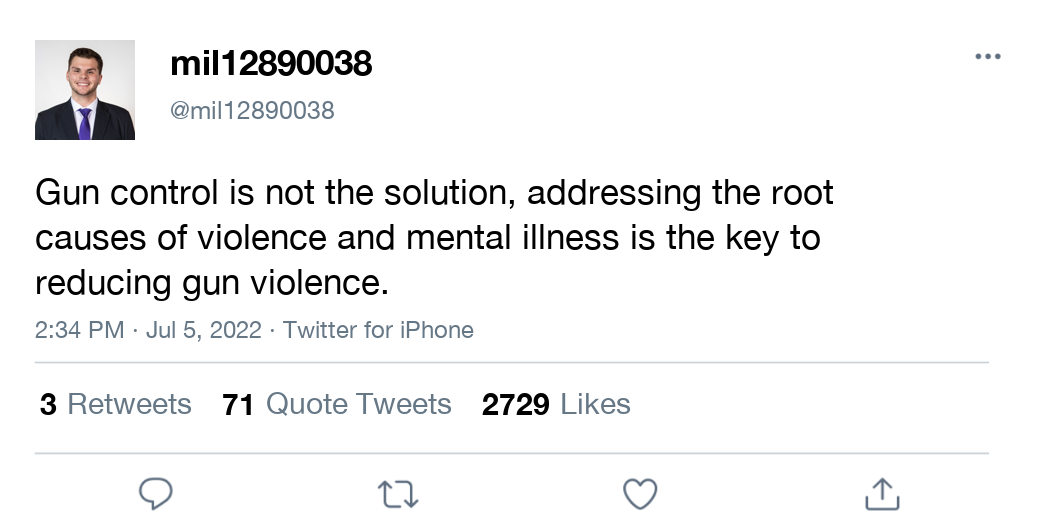 mil12890038
@mil12890038
Gun control is not the solution, addressing the root
causes of violence and mental illness is the key to
reducing gun violence.
2:34 PM · Jul 5, 2022 · Twitter for iPhone
3 Retweets 71 Quote Tweets 2729 Likes